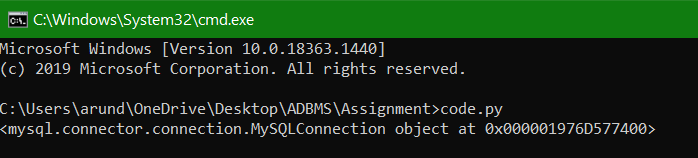 C:\Windows\System32\cmd.exe
Microsoft Windows [Version 10.0.18363.1440]
(c) 2019 Microsoft Corporation. All rights reserved.
C:\Users\arund\OneDrive\Desktop\ADBMS\Assignment>code.py
<mysql.connector.connection.MySQLConnection object at 0x000001976D577400>